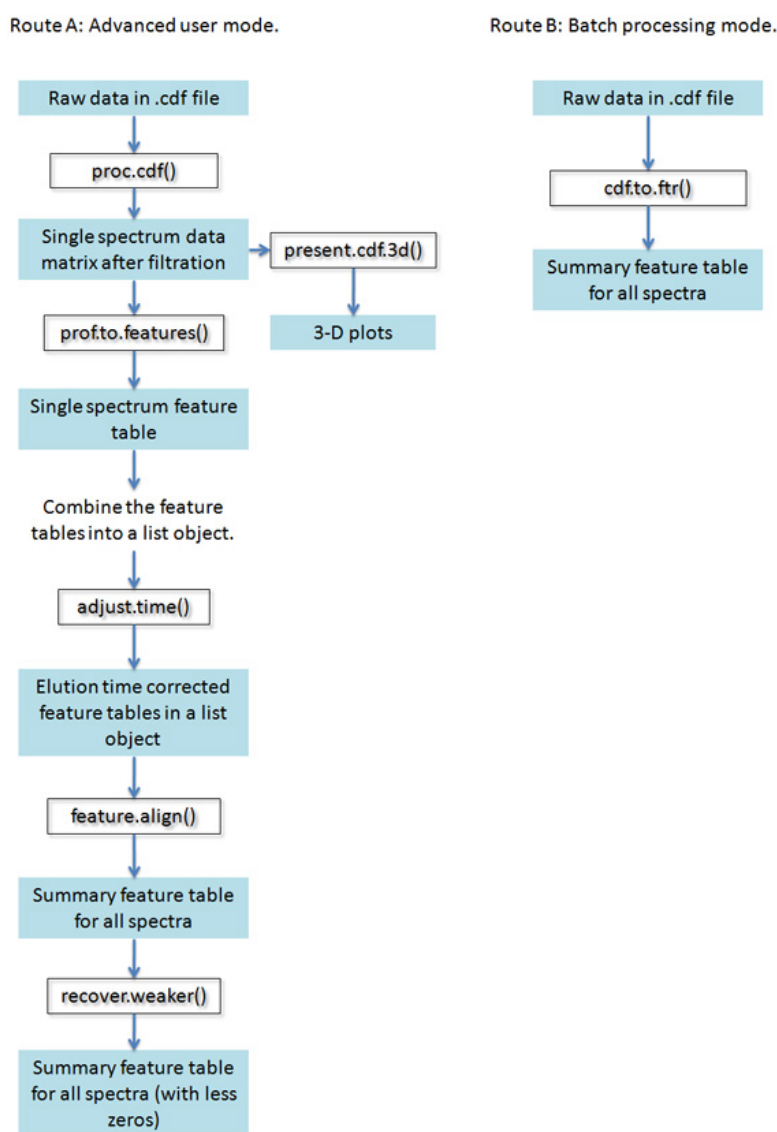 Route A: Advanced user mode.
Raw data in .cdf file
proc.cdf()
Single spectrum data
matrix after filtration
present.cdf.3d()
3-D plots
prof.to.features()
Single spectrum feature
table
Combine the feature
tables into a list object.
adjust.time()
Elution time corrected
feature tables in a list
object
feature.align()
Summary feature table
for all spectra
recover.weaker()
Summary feature table
for all spectra (with less
zeros)
Route B: Batch processing mode.
Raw data in .cdf file
cdf.to.ftr()
Summary feature table
for all spectra